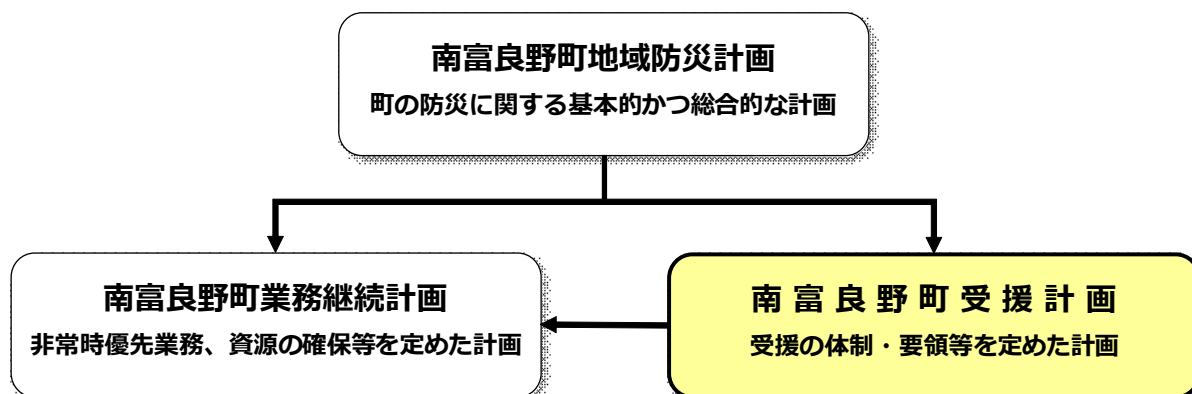 南富良野町地域防災計画
町の防災に関する基本的かつ総合的な計画
南富良野町業務継続計画
非常時優先業務、資源の確保等を定めた計画
南富良野町受援計画
受援の体制・要領等を定めた計画